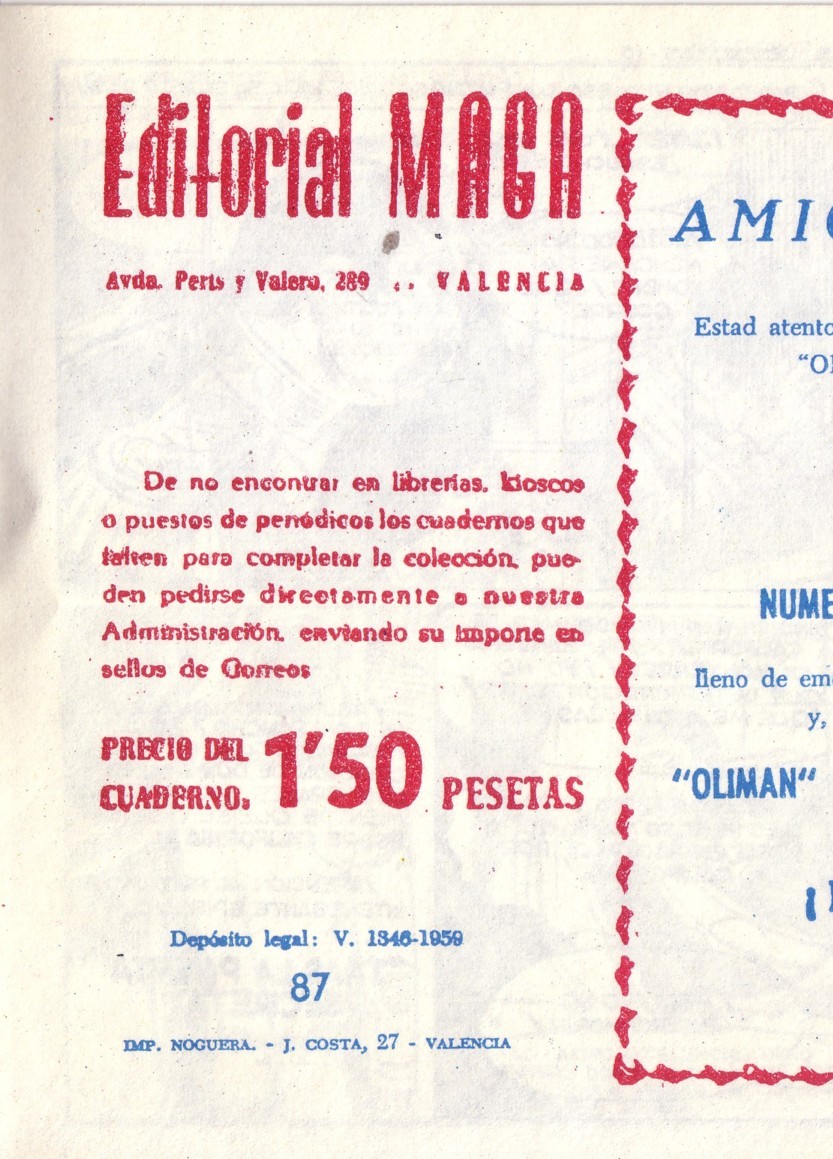 Editorial MAGA
Avda. Peris y Valero, 289 .. VALENCIA
De no encontrar en librerías, kioscos
o puestos de periódicos los cuadernos que
falten para completar la colección, pue-
den pedirse directamente a nuestra
Administración, enviando su importe en
sellos de Correos
PRECIO DEL CUADERNO: 1'50 PESETAS
Depósito legal: V. 1346-1959
87
IMP. NOGUERA. - J. COSTA, 27 - VALENCIA
AMI
Estad atento
NUME
lleno de em
y,
"OLIMAN"
¡